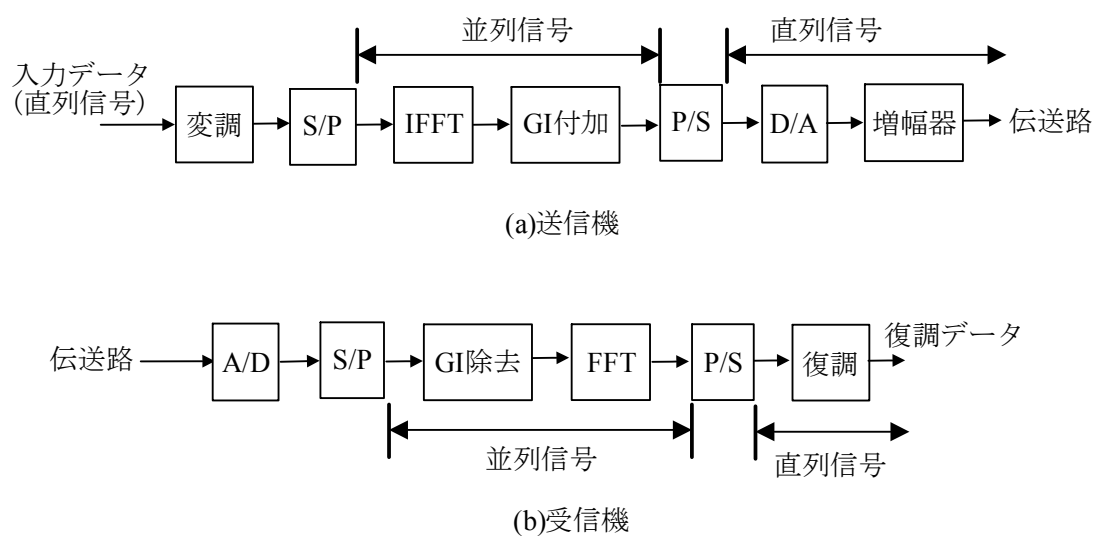 並列信号
直列信号
入力データ
(直列信号)
変調
S/P
IFFT
GI付加
P/S
D/A
増幅器
伝送路
(a)送信機
伝送路
A/D
S/P
GI除去
FFT
P/S
復調
復調データ
並列信号
直列信号
(b)受信機